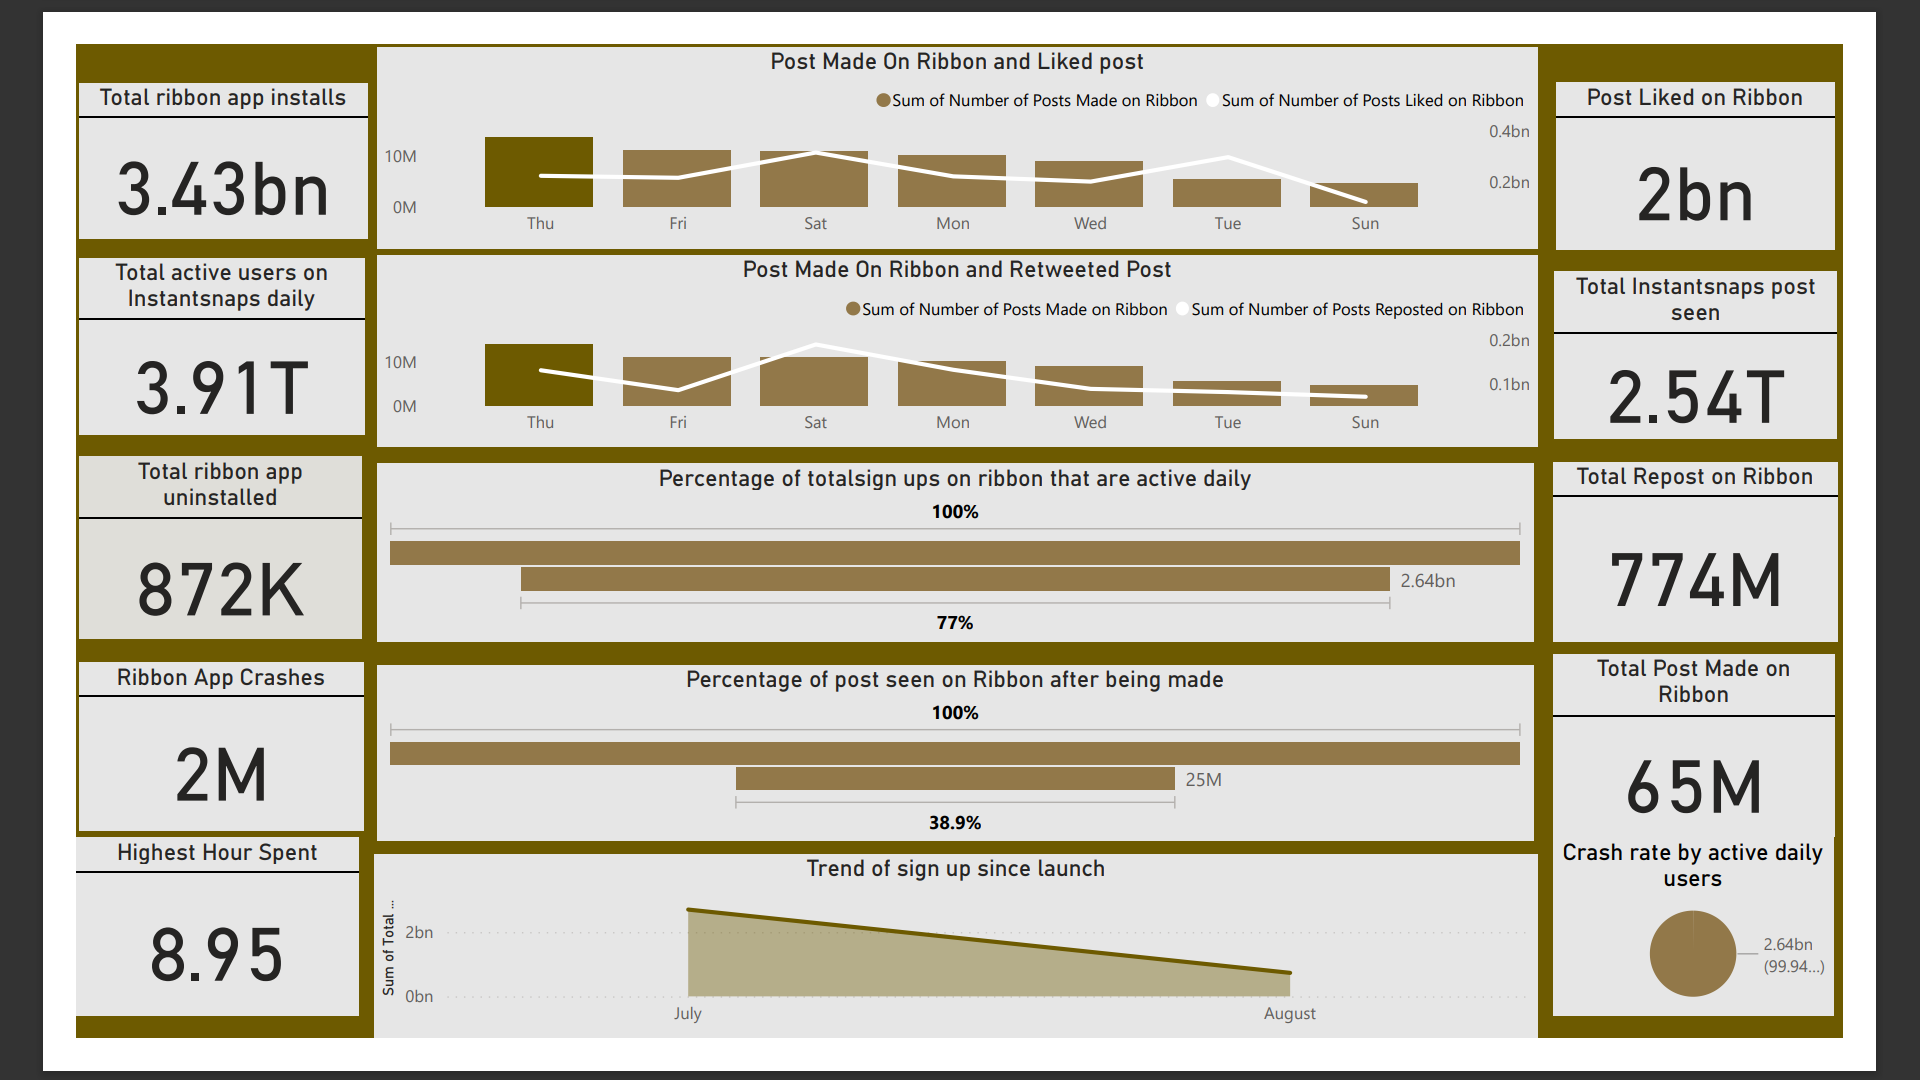 Total ribbon app installs
3.43bn
Total active users on
Instantsnaps daily
3.91T
Total ribbon app
uninstalled
872K
Ribbon App Crashes
2M
Highest Hour Spent
8.95
Post Made On Ribbon and Liked post
Sum of Number of Posts Made on Ribbon Sum of Number of Posts Liked on Ribbon
0.4bn
10M
0.2bn
0M
Thu Fri Sat Mon Wed Tue Sun
Post Made On Ribbon and Retweeted Post
Sum of Number of Posts Made on Ribbon Sum of Number of Posts Reposted on Ribbon
0.2bn
10M
0.1bn
0M
Thu Fri Sat Mon Wed Tue Sun
Percentage of totalsign ups on ribbon that are active daily
100%
2.64bn
77%
Percentage of post seen on Ribbon after being made
100%
25M
38.9%
Trend of sign up since launch
Sum of Total ...
2bn
0bn
July August
Post Liked on Ribbon
2bn
Total Instantsnaps post
seen
2.54T
Total Repost on Ribbon
774M
Total Post Made on
Ribbon
65M
Crash rate by active daily
users
2.64bn
(99.94...)